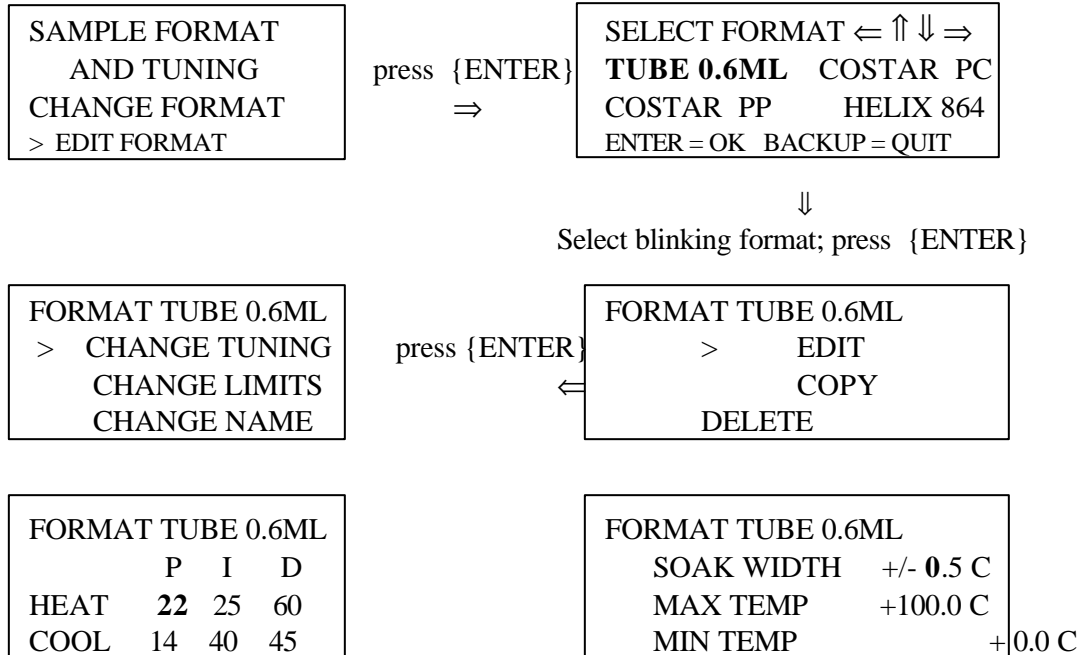 SAMPLE FORMAT
AND TUNING
CHANGE FORMAT
> EDIT FORMAT
press {ENTER}
⇒
SELECT FORMAT ⇐ ⇑ ⇓ ⇒
TUBE 0.6ML COSTAR PC
COSTAR PP HELIX 864
ENTER = OK BACKUP = QUIT
⇓
Select blinking format; press {ENTER}
FORMAT TUBE 0.6ML
> CHANGE TUNING
CHANGE LIMITS
CHANGE NAME
press {ENTER}
⇐
FORMAT TUBE 0.6ML
> EDIT
COPY
DELETE
FORMAT TUBE 0.6ML
P I D
HEAT 22 25 60
COOL 14 40 45
FORMAT TUBE 0.6ML
SOAK WIDTH +/- 0.5 C
MAX TEMP +100.0 C
MIN TEMP + 0.0 C